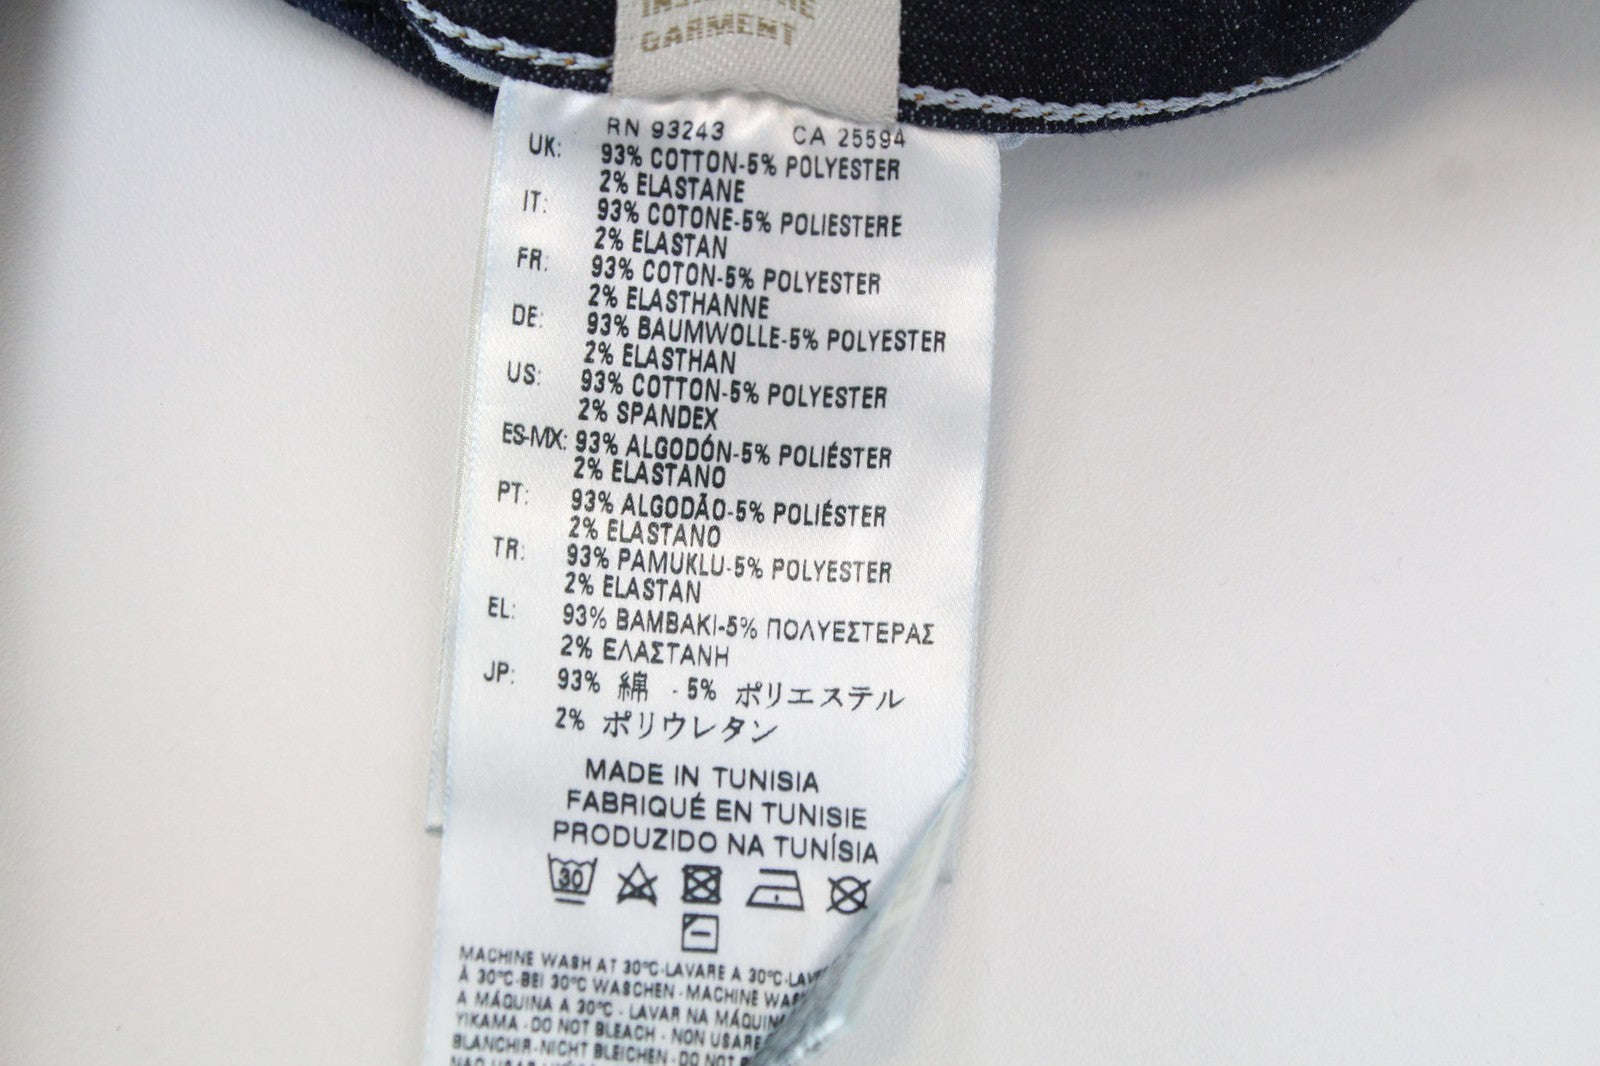 GARMENT
RN 93243 CA 25594
UK: 93% COTTON-5% POLYESTER
2% ELASTANE
IT: 93% COTONE-5% POLIESTERE
2% ELASTAN
FR: 93% COTON-5% POLYESTER
2% ELASTHANNE
DE: 93% BAUMWOLLE-5% POLYESTER
2% ELASTHAN
US: 93% COTTON-5% POLYESTER
2% SPANDEX
ES-MX: 93% ALGODÓN-5% POLIÉSTER
2% ELASTANO
PT: 93% ALGODÃO-5% POLIÉSTER
2% ELASTANO
TR: 93% PAMUKLU-5% POLYESTER
2% ELASTAN
EL: 93% BAMBAKI-5% ΠΟΛΥΕΣΤΕΡΑΣ
2% ΕΛΑΣΤΑΝΗ
JP: 93% 綿 - 5% ポリエステル
2% ポリウレタン
MADE IN TUNISIA
FABRIQUÉ EN TUNISIE
PRODUZIDO NA TUNÍSIA
30
MACHINE WASH AT 30°C-LAVARE A 30°C-
À 30°C-BEI 30°C WASCHEN - MACHINE
A MÁQUINA A 30°C - LAVAR NA
YIKAMA - DO NOT BLEACH - NON USARE
BLANCHIR-NICHT BLEICHEN-DO NOT